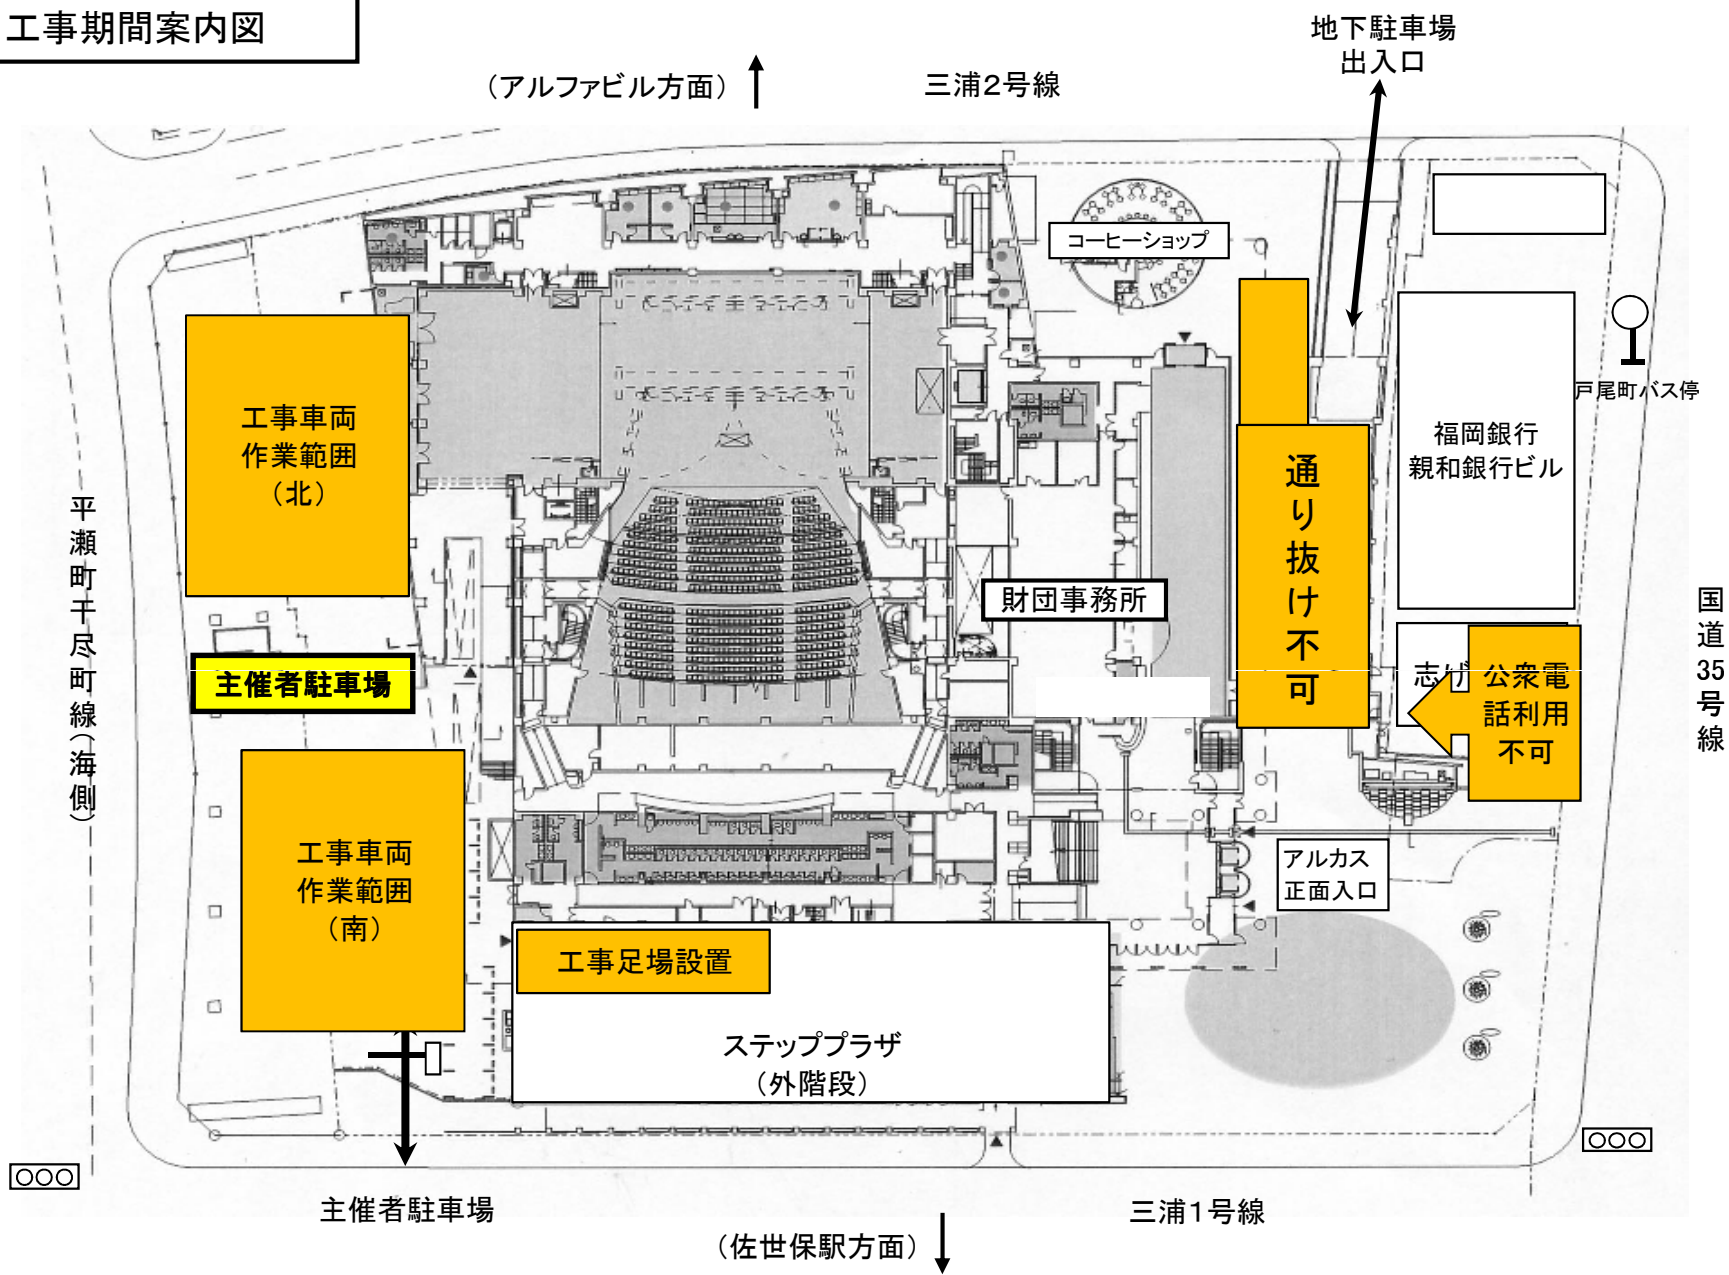 工事期間案内図
地下駐車場
出入口
（アルファビル方面）
三浦２号線
コーヒーショップ
工事車両
作業範囲
（北）
戸尾町バス停
福岡銀行
親和銀行ビル
通り抜け不可
平瀬町干尽町線（海側）
財団事務所
国道35号線
主催者駐車場
志げ
公衆電
話利用
不可
工事車両
作業範囲
（南）
アルカス
正面入口
工事足場設置
ステッププラザ
（外階段）
主催者駐車場
三浦１号線
（佐世保駅方面）